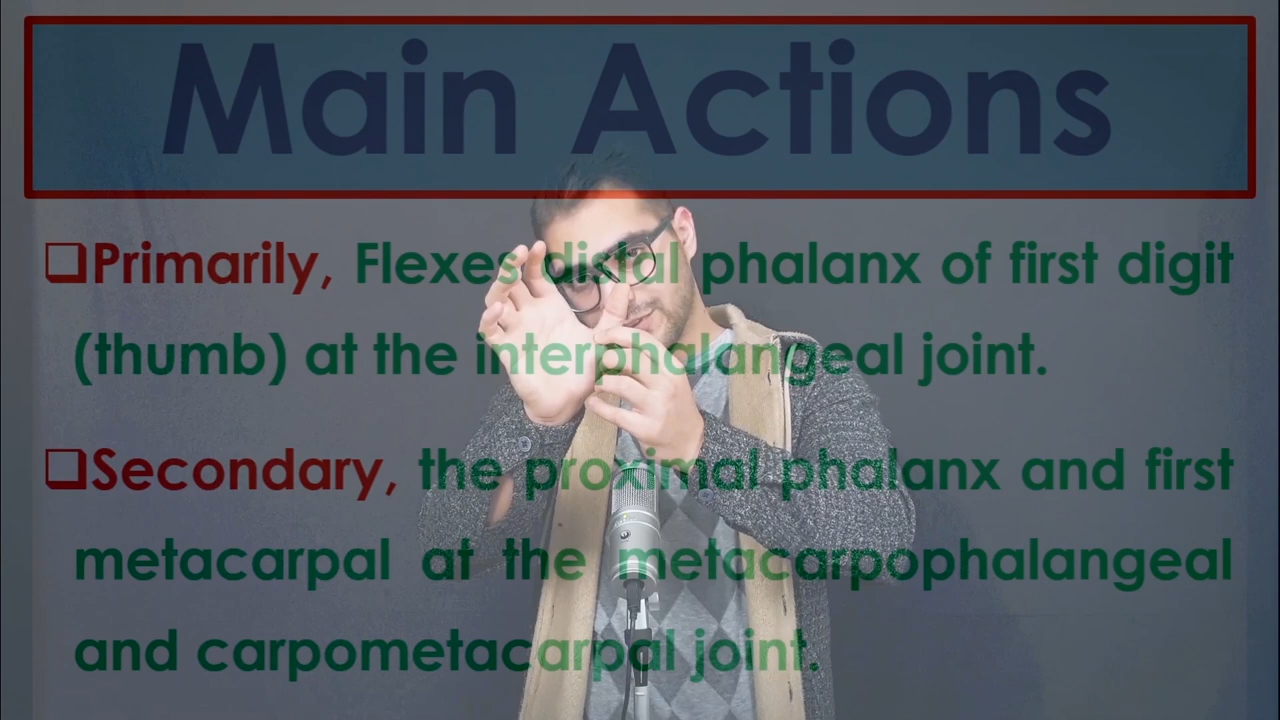 Main Actions
❑Primarily, Flexes distal phalanx of first digit
(thumb) at the interphalangeal joint.
❑Secondary, the proximal phalanx and first
metacarpal at the metacarpophalangeal
and carpometacarpal joint.